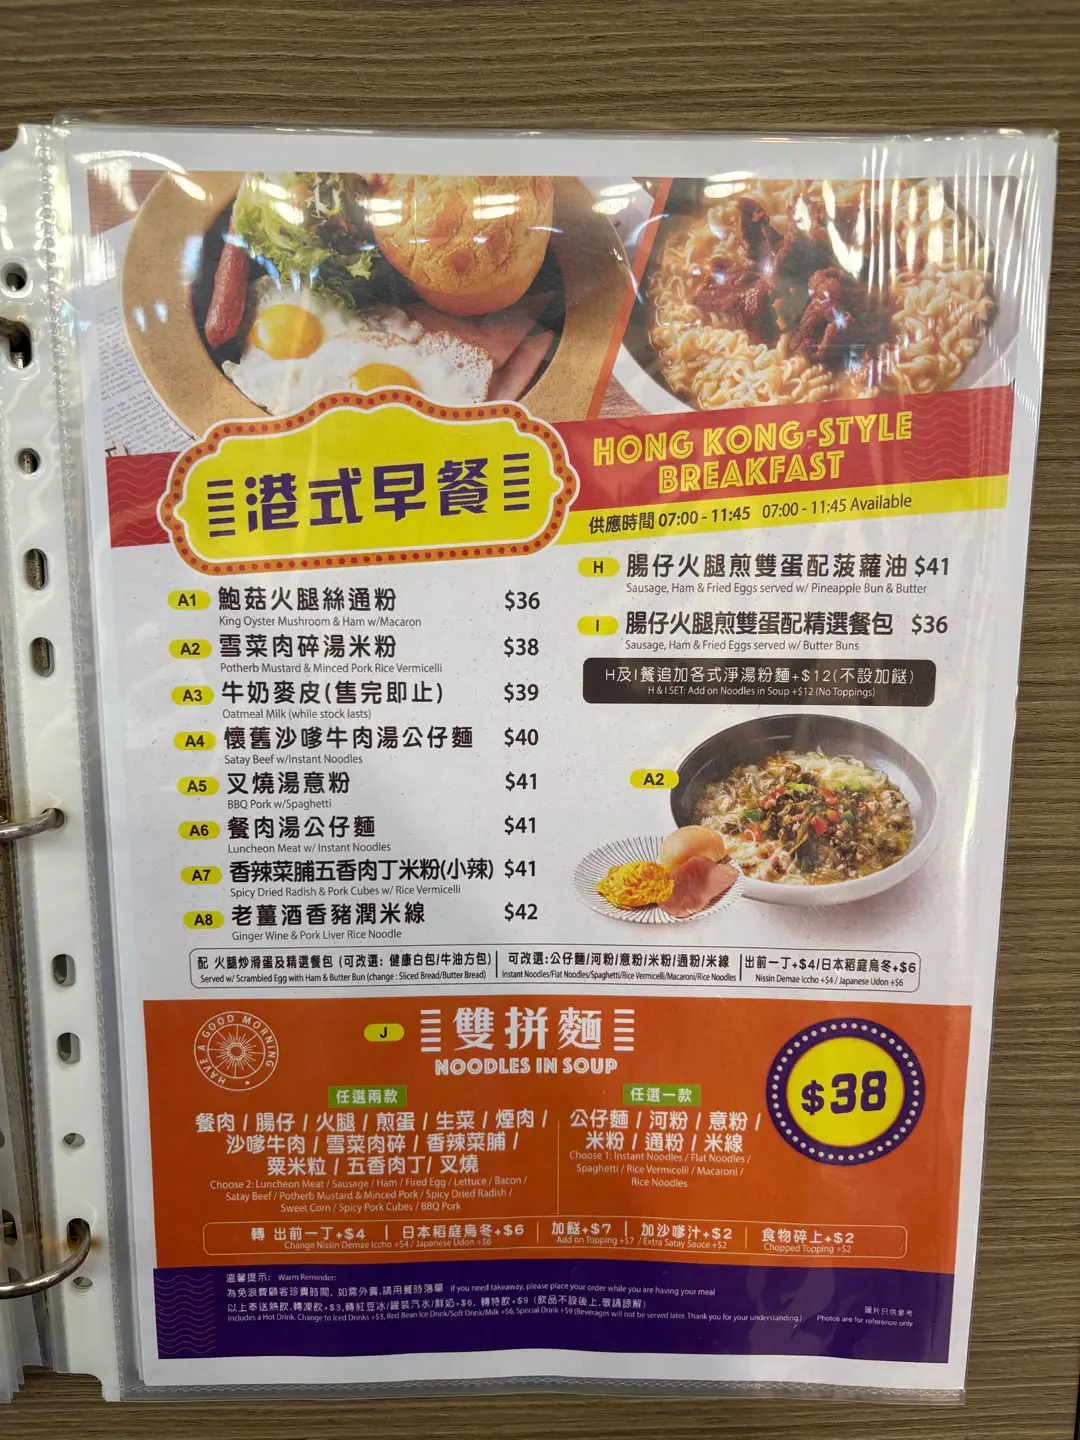 港式早餐
HONG KONG-STYLE
BREAKFAST
供應時間 07:00 - 11:45 07:00 - 11:45 Available
A1 鮑菇火腿絲通粉 $36
King Oyster Mushroom & Ham w/Macaron
A2 雪菜肉碎湯米粉 $38
Potherb Mustard & Minced Pork Rice Vermicelli
A3 牛奶麥皮(售完即止) $39
Oatmeal Milk (while stock lasts)
A4 懷舊沙嗲牛肉湯公仔麵 $40
Satay Beef w/Instant Noodles
A5 叉燒湯意粉 $41
BBQ Pork w/Spaghetti
A6 餐肉湯公仔麵 $41
Luncheon Meat w/ Instant Noodles
A7 香辣菜脯五香肉丁米粉(小辣) $41
Spicy Dried Radish & Pork Cubes w/ Rice Vermicelli
A8 老薑酒香豬潤米線 $42
Ginger Wine & Pork Liver Rice Noodle
H 腸仔火腿煎雙蛋配菠蘿油 $41
Sausage, Ham & Fried Eggs served w/ Pineapple Bun & Butter
I 腸仔火腿煎雙蛋配精選餐包 $36
Sausage, Ham & Fried Eggs served w/ Butter Buns
H及I餐追加各式淨湯粉麵+$12(不設加餸)
H & I SET: Add on Noodles in Soup +$12 (No Toppings)
A2
配 火腿炒滑蛋及精選餐包 (可改選: 健康白包/牛油方包) | 可改選:公仔麵/河粉/意粉/米粉/通粉/米線 | 出前一丁+$4/日本稻庭烏冬+$6
Served w/ Scrambled Egg with Ham & Butter Bun (change : Sliced Bread/Butter Bread) | Instant Noodles/Flat Noodles/Spaghetti/Rice Vermicelli/Macaroni/Rice Noodles | Nissin Demae Iccho +$4 / Japanese Udon +$6
HAVE A GOOD MORNING
J 雙拼麵
NOODLES IN SOUP
$38
任選兩款
餐肉 / 腸仔 / 火腿 / 煎蛋 / 生菜 / 煙肉 /
沙嗲牛肉 / 雪菜肉碎 / 香辣菜脯 /
粟米粒 / 五香肉丁 / 叉燒
Choose 2: Luncheon Meat / Sausage / Ham / Fired Egg / Lettuce / Bacon /
Satay Beef / Potherb Mustard & Minced Pork / Spicy Dried Radish /
Sweet Corn / Spicy Pork Cubes / BBQ Pork
任選一款
公仔麵 / 河粉 / 意粉 /
米粉 / 通粉 / 米線
Choose 1: Instant Noodles / Flat Noodles /
Spaghetti / Rice Vermicelli / Macaroni /
Rice Noodles
轉 出前一丁+$4 | 日本稻庭烏冬+$6 | 加餸+$7 | 加沙嗲汁+$2 | 食物碎上+$2
Change Nissin Demae Iccho +$4 / Japanese Udon +$6 Add on Topping +$7 / Extra Satay Sauce +$2 Chopped Topping +$2
溫馨提示: Warm Reminder:
為免浪費顧客珍貴時間, 如需外賣,請用餐時落單 If you need takeaway, please place your order while you are having your meal
以上奉送熱飲,轉凍飲+$3,轉紅豆冰/罐裝汽水/鮮奶+$6, 轉特飲+$9 (飲品不設後上,敬請諒解)
Includes a Hot Drink. Change to Iced Drinks +$3, Red Bean Ice Drink/Soft Drink/Milk +$6, Special Drink +$9 (Beverages will not be served later. Thank you for your understanding.)
圖片只供參考
Photos are for reference only